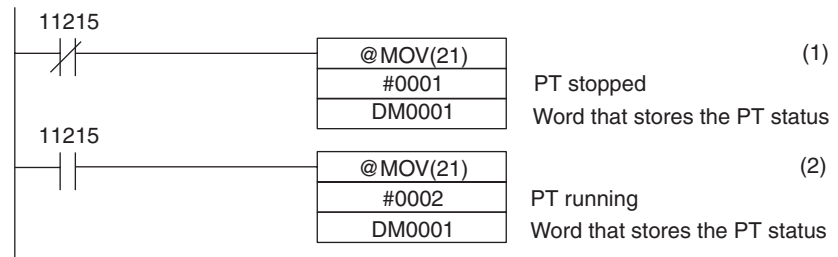 11215
@MOV(21) (1)
#0001 PT stopped
DM0001 Word that stores the PT status
11215
@MOV(21) (2)
#0002 PT running
DM0001 Word that stores the PT status